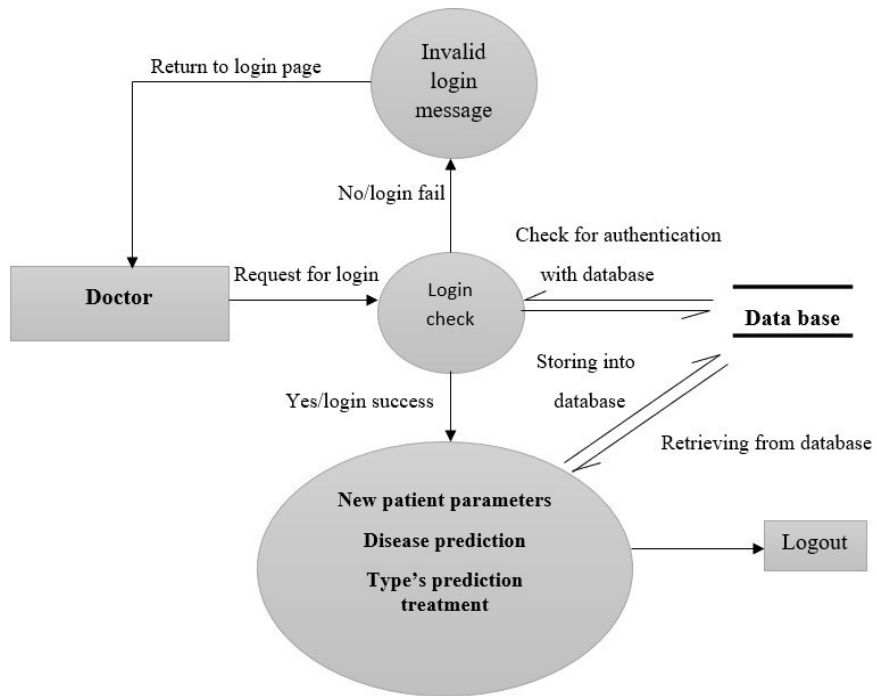 Invalid
login
message
Return to login page
No/login fail
Check for authentication
with database
Doctor
Request for login
Login
check
Data base
Storing into
database
Yes/login success
Retrieving from database
New patient parameters
Disease prediction
Type’s prediction
treatment
Logout